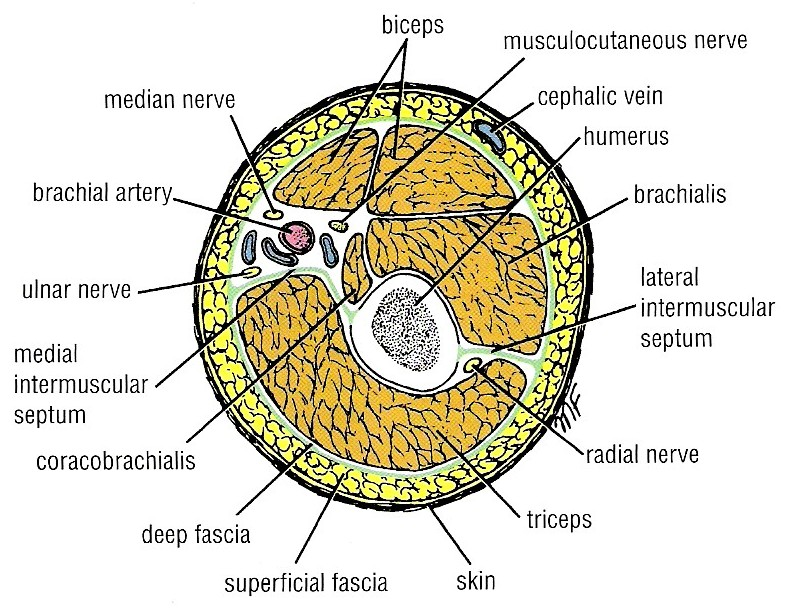 biceps
musculocutaneous nerve
median nerve
cephalic vein
humerus
brachial artery
brachialis
ulnar nerve
lateral
intermuscular
septum
medial
intermuscular
septum
MF
coracobrachialis
radial nerve
deep fascia
triceps
superficial fascia
skin